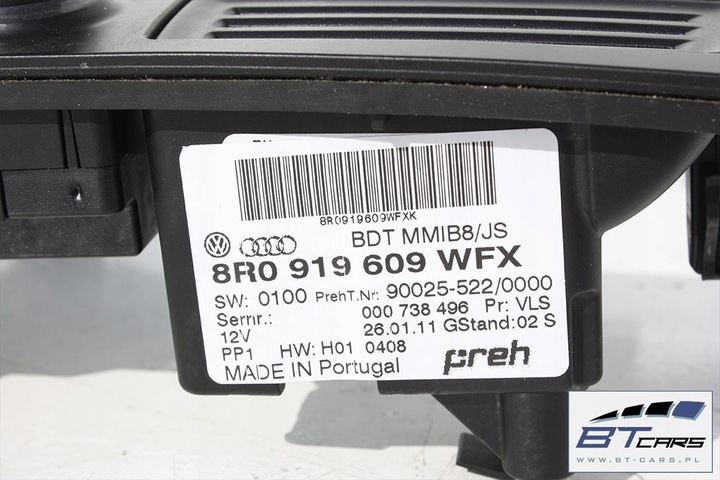 8R0919609WFXK
BDT MMIB8/JS
8R0 919 609 WFX
SW: 0100 PrehT.Nr: 90025-522/0000
Sernr.: 000 738 496 Pr: VLS
12V 26.01.11 GStand:02 S
PP1 HW: H01 0408
MADE IN Portugal
preh
BT CARS
WWW.BT-CARS.PL